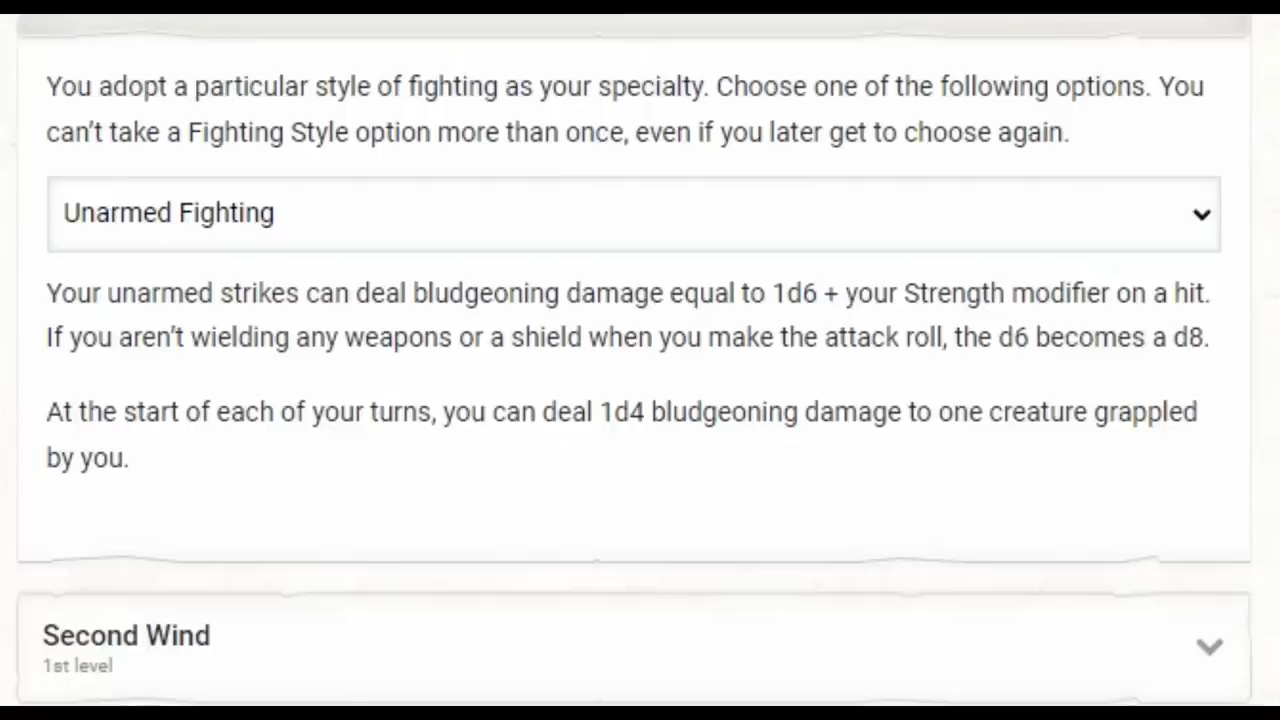 You adopt a particular style of fighting as your specialty. Choose one of the following options. You
can’t take a Fighting Style option more than once, even if you later get to choose again.
Unarmed Fighting
Your unarmed strikes can deal bludgeoning damage equal to 1d6 + your Strength modifier on a hit.
If you aren’t wielding any weapons or a shield when you make the attack roll, the d6 becomes a d8.
At the start of each of your turns, you can deal 1d4 bludgeoning damage to one creature grappled
by you.
Second Wind
1st level